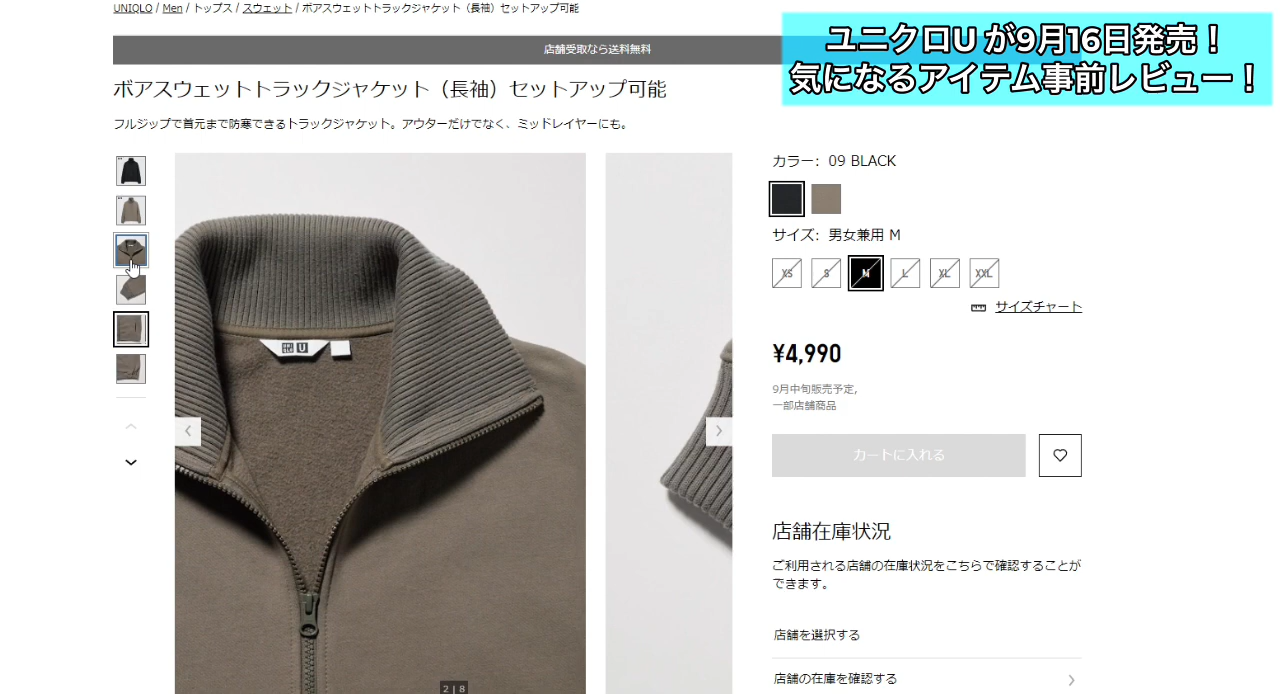 UNIQLO / Men / トップス / スウェット / ボアスウェットトラックジャケット（長袖）セットアップ可能
店舗受取なら送料無料
ユニクロU が9月16日発売！
気になるアイテム事前レビュー！
ボアスウェットトラックジャケット（長袖）セットアップ可能
フルジップで首元まで防寒できるトラックジャケット。アウターだけでなく、ミッドレイヤーにも。
カラー: 09 BLACK
サイズ: 男女兼用 M
XS S M L XL XXL
サイズチャート
¥4,990
9月中旬販売予定,
一部店舗商品
カートに入れる
店舗在庫状況
ご利用される店舗の在庫状況をこちらで確認することが
できます。
店舗を選択する
店舗の在庫を確認する
2 | 8